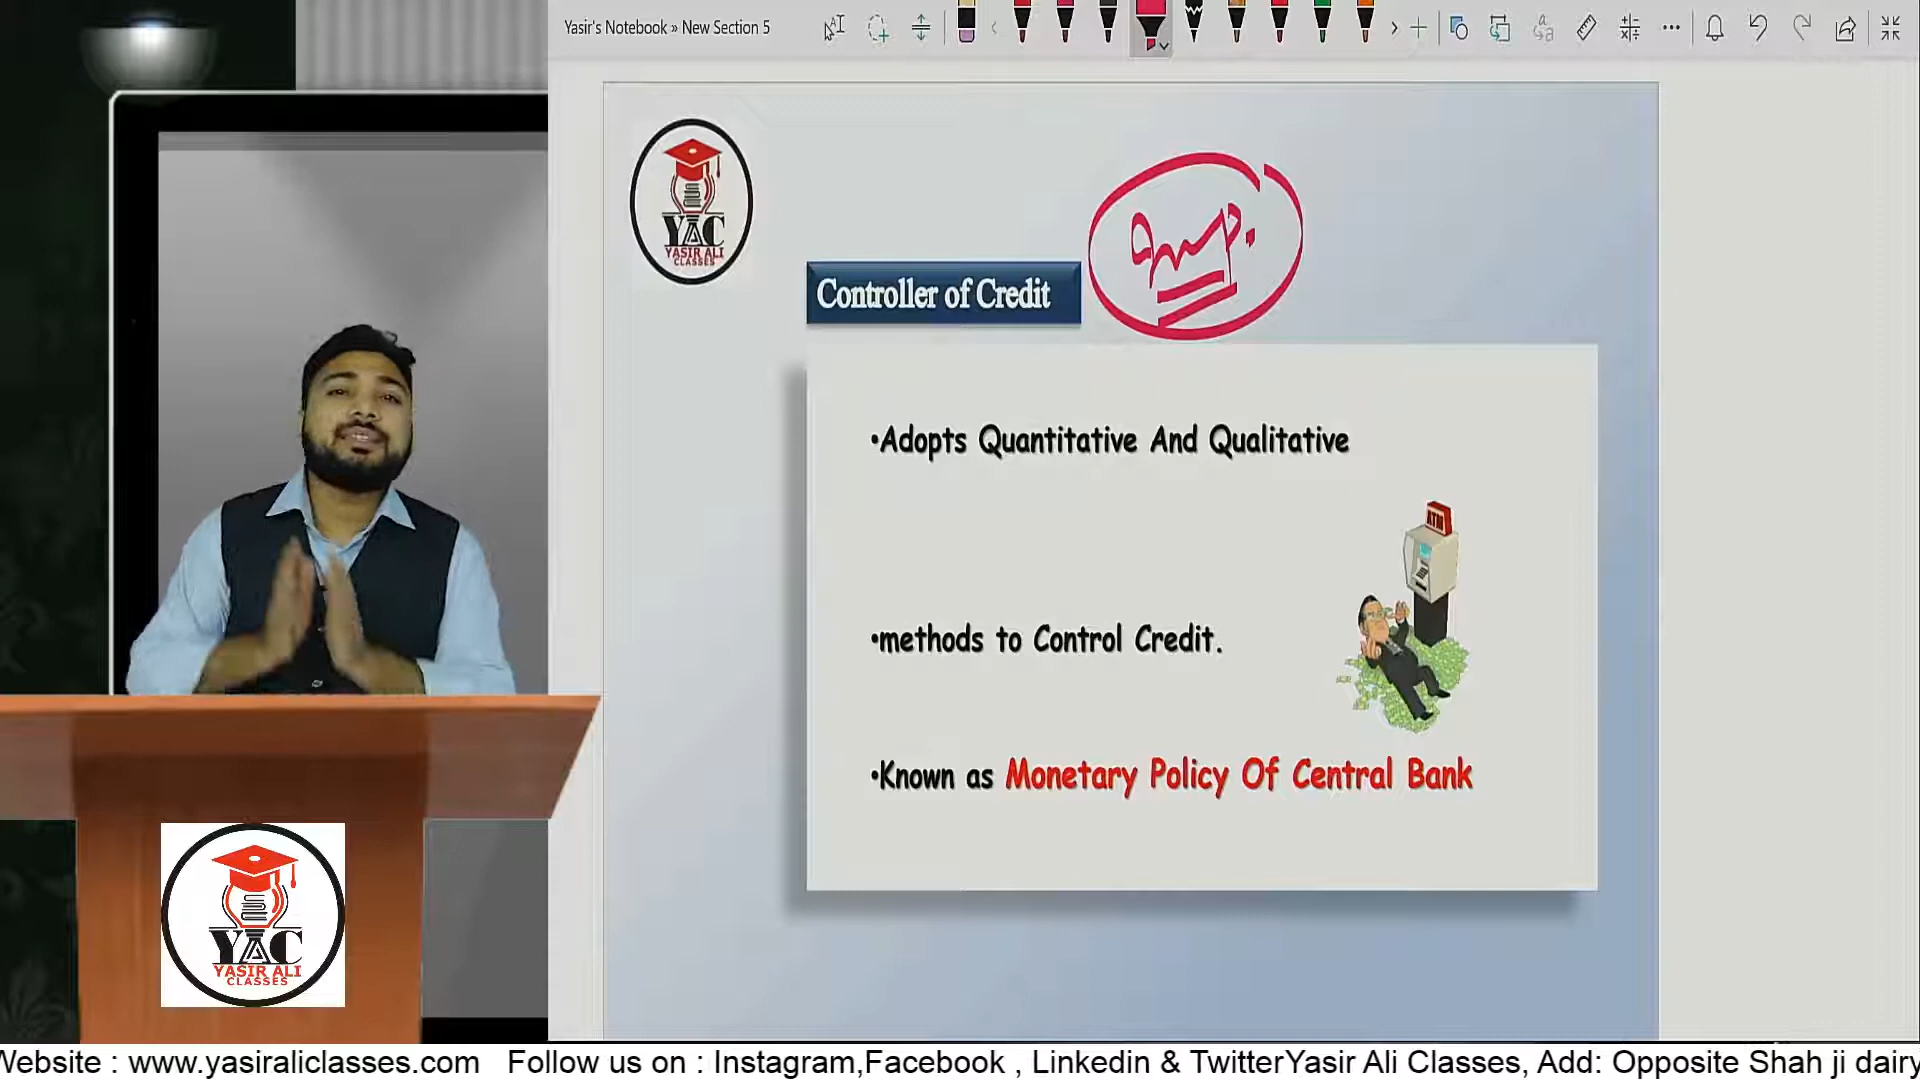 Yasir's Notebook » New Section 5
YAC
YASIR ALI
CLASSES
Imp.
Controller of Credit
•Adopts Quantitative And Qualitative
ATM
•methods to Control Credit.
•Known as Monetary Policy Of Central Bank
YAC
YASIR ALI
CLASSES
Website : www.yasiraliclasses.com Follow us on : Instagram,Facebook , Linkedin & TwitterYasir Ali Classes, Add: Opposite Shah ji dairy